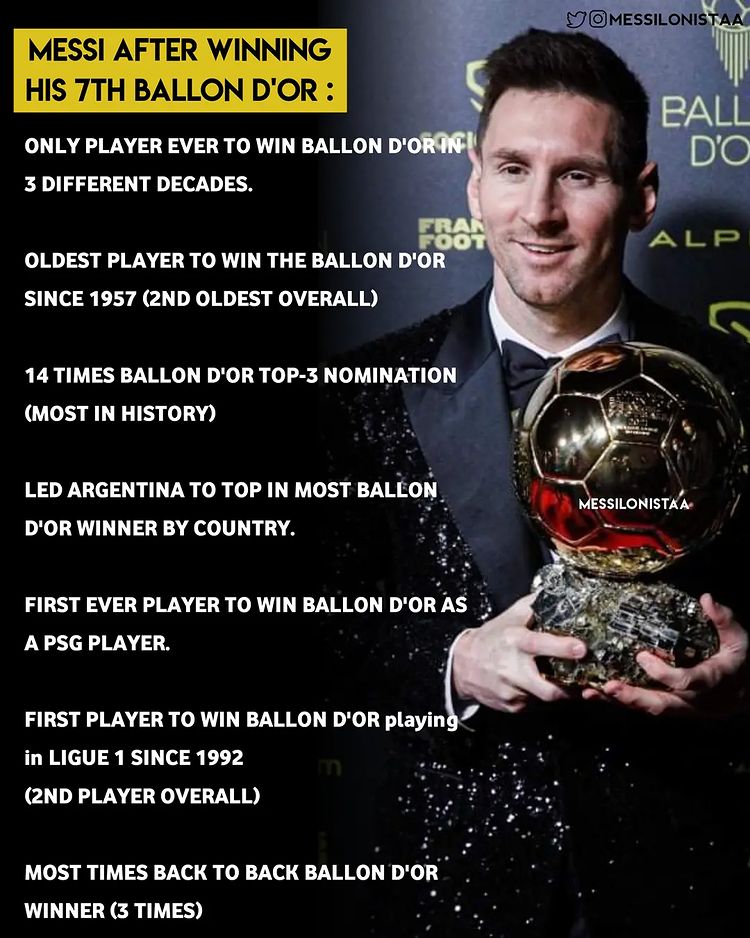 MESSILONISTAA
MESSI AFTER WINNING
HIS 7TH BALLON D'OR :
ONLY PLAYER EVER TO WIN BALLON D'OR IN
3 DIFFERENT DECADES.
OLDEST PLAYER TO WIN THE BALLON D'OR
SINCE 1957 (2ND OLDEST OVERALL)
14 TIMES BALLON D'OR TOP-3 NOMINATION
(MOST IN HISTORY)
LED ARGENTINA TO TOP IN MOST BALLON
D'OR WINNER BY COUNTRY.
FIRST EVER PLAYER TO WIN BALLON D'OR AS
A PSG PLAYER.
FIRST PLAYER TO WIN BALLON D'OR playing
in LIGUE 1 SINCE 1992
(2ND PLAYER OVERALL)
MOST TIMES BACK TO BACK BALLON D'OR
WINNER (3 TIMES)
BALL
D'O
SOCIO
FRAN
FOOT
ALP
MESSILONISTAA